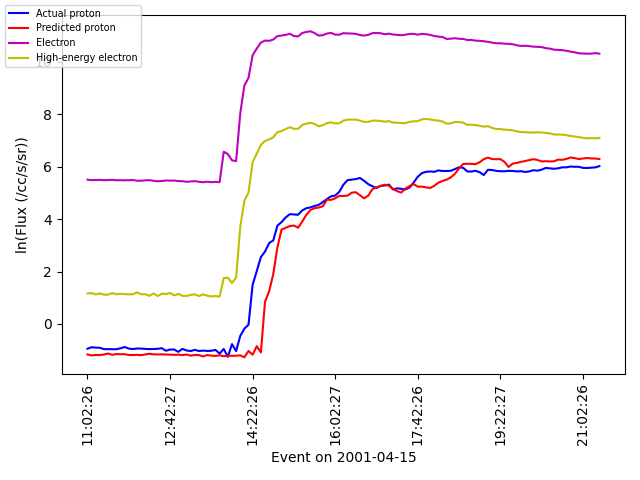 Actual proton
Predicted proton
Electron
High-energy electron
8
6
4
2
0
ln(Flux (/cc/s/sr))
11:02:26
12:42:27
14:22:26
16:02:27
17:42:26
19:22:27
21:02:26
Event on 2001-04-15